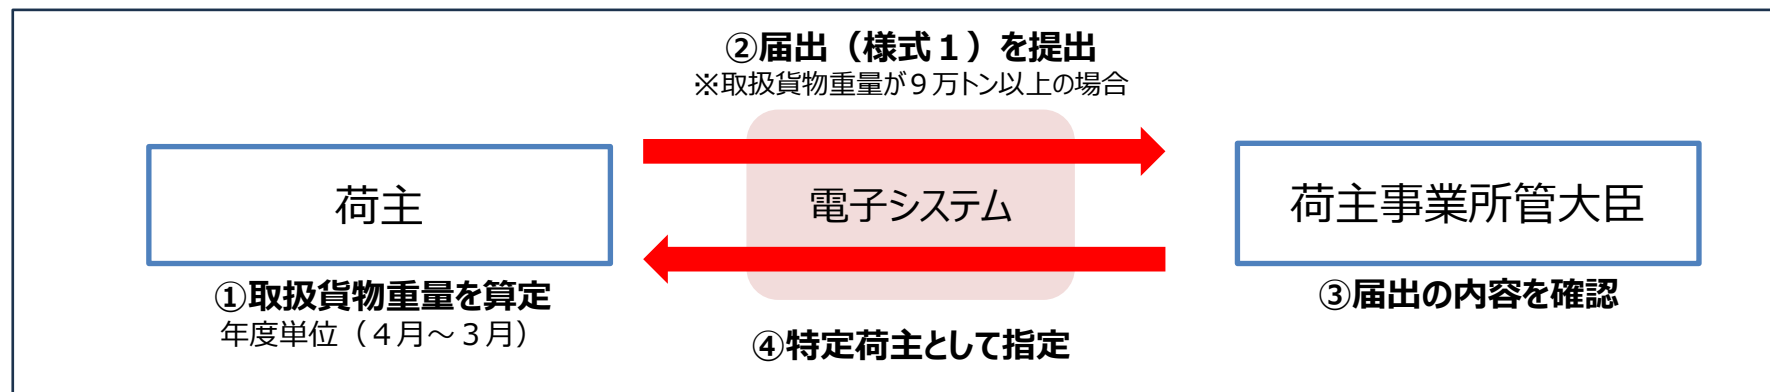 ②届出（様式１）を提出
※取扱貨物重量が９万トン以上の場合
荷主
電子システム
荷主事業所管大臣
①取扱貨物重量を算定
年度単位（４月～３月）
③届出の内容を確認
④特定荷主として指定